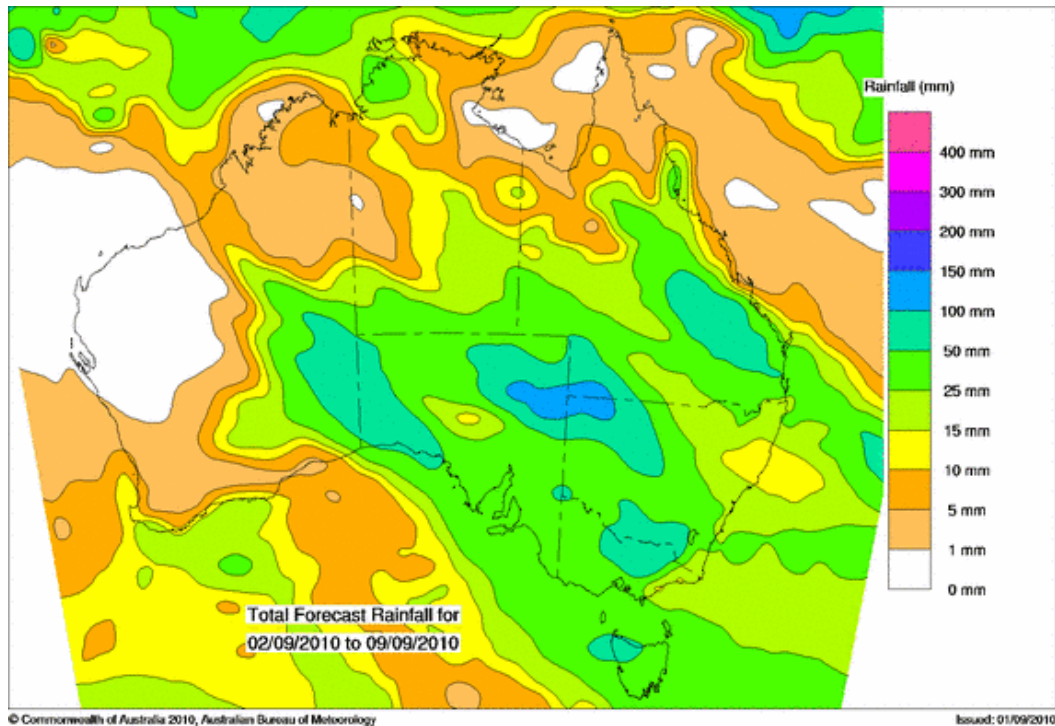 Rainfall (mm)
400 mm
300 mm
200 mm
150 mm
100 mm
50 mm
25 mm
15 mm
10 mm
5 mm
1 mm
0 mm
Total Forecast Rainfall for
02/09/2010 to 09/09/2010
© Commonwealth of Australia 2010, Australian Bureau of Meteorology
Issued: 01/09/2010